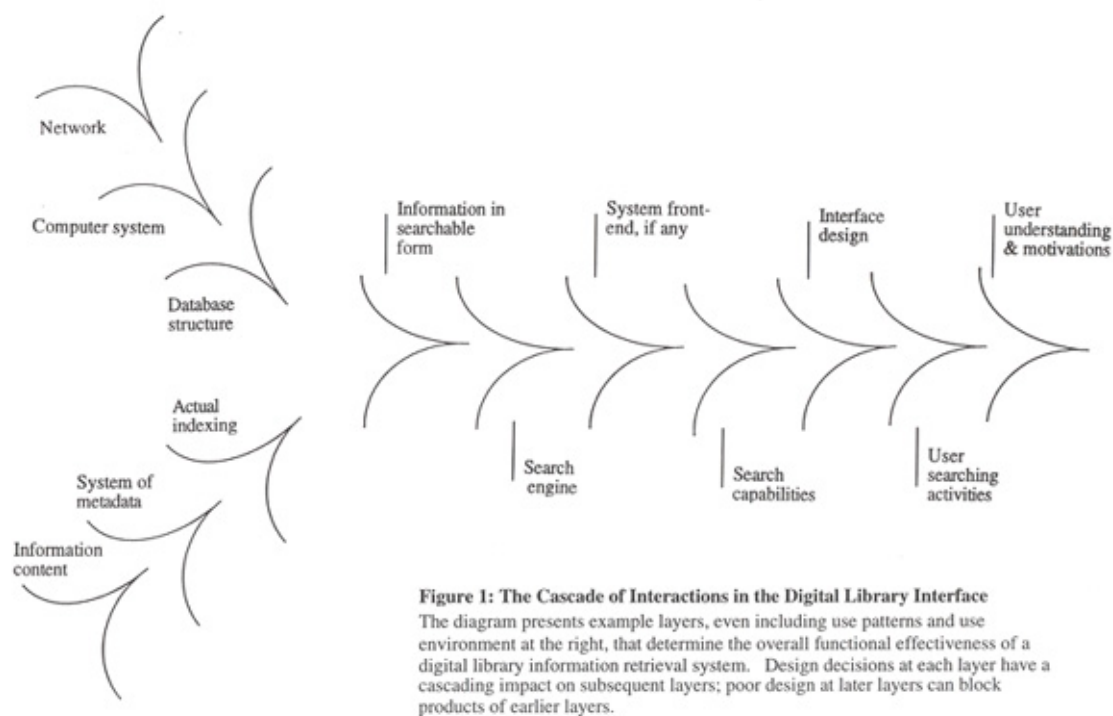 Network
Computer system
Database
structure
Actual
indexing
System of
metadata
Information
content
Information in
searchable
form
System front-
end, if any
Interface
design
User
understanding
& motivations
Search
engine
Search
capabilities
User
searching
activities
Figure 1: The Cascade of Interactions in the Digital Library Interface
The diagram presents example layers, even including use patterns and use
environment at the right, that determine the overall functional effectiveness of a
digital library information retrieval system. Design decisions at each layer have a
cascading impact on subsequent layers; poor design at later layers can block
products of earlier layers.